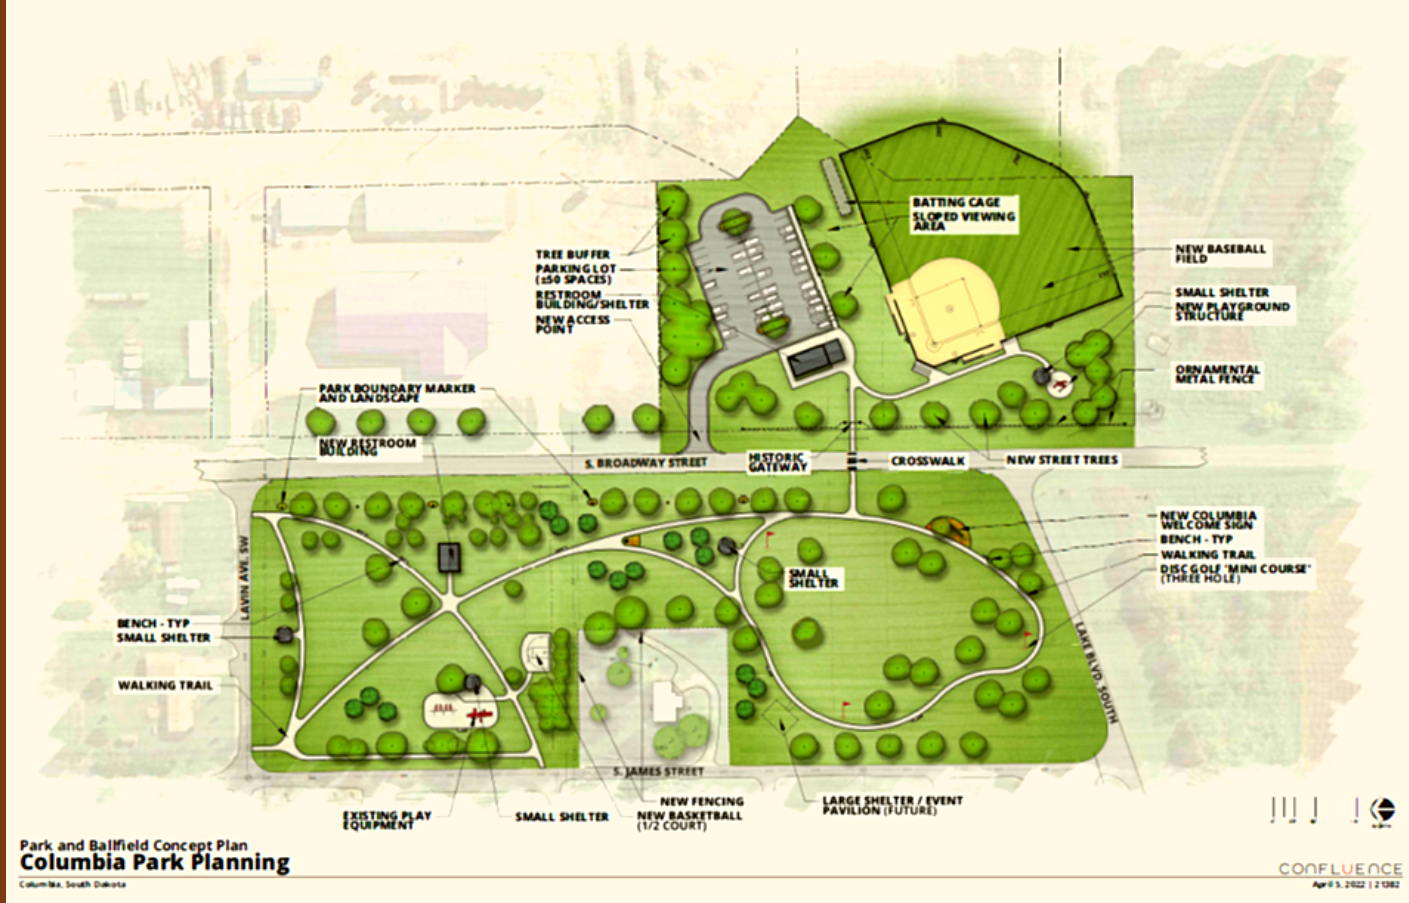 BATTING CAGE
SLOPED VIEWING
AREA
TREE BUFFER
PARKING LOT
(±50 SPACES)
RESTROOM
BUILDING/SHELTER
NEW ACCESS
POINT
NEW BASEBALL
FIELD
SMALL SHELTER
NEW PLAYGROUND
STRUCTURE
ORNAMENTAL
METAL FENCE
PARK BOUNDARY MARKER
AND LANDSCAPE
NEW RESTROOM
BUILDING
S. BROADWAY STREET
HISTORIC
GATEWAY
CROSSWALK
NEW STREET TREES
LAVIN AVE. SW
NEW COLUMBIA
WELCOME SIGN
BENCH - TYP
WALKING TRAIL
DISC GOLF 'MINI COURSE'
(THREE HOLE)
SMALL
SHELTER
BENCH - TYP
SMALL SHELTER
WALKING TRAIL
LAKE BLVD. SOUTH
S. JAMES STREET
EXISTING PLAY
EQUIPMENT
SMALL SHELTER
NEW FENCING
NEW BASKETBALL
(1/2 COURT)
LARGE SHELTER / EVENT
PAVILION (FUTURE)
Park and Ballfield Concept Plan
Columbia Park Planning
Columbia, South Dakota
CONFLUENCE
April 5, 2022 | 21382